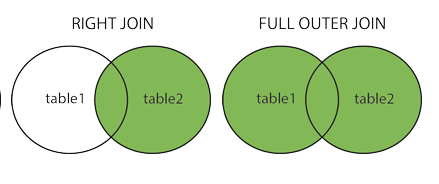 RIGHT JOIN
FULL OUTER JOIN
table1
table2
table1
table2